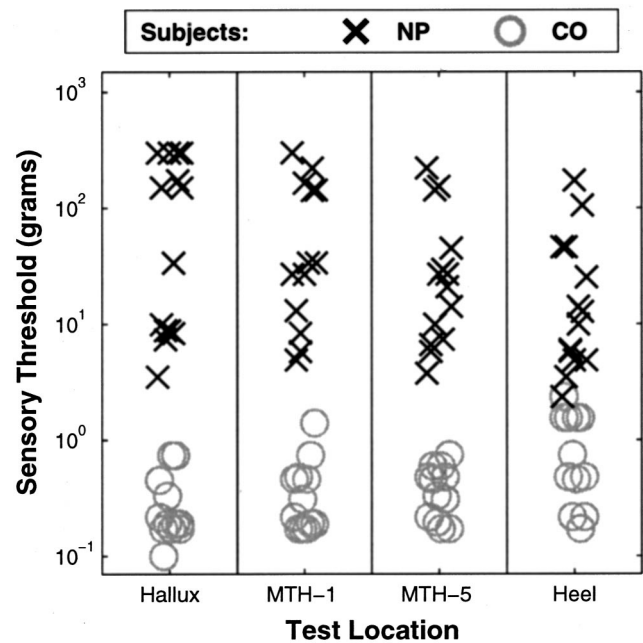 Subjects: NP CO
Sensory Threshold (grams)
10³
10²
10¹
10⁰
10⁻¹
Hallux MTH-1 MTH-5 Heel
Test Location